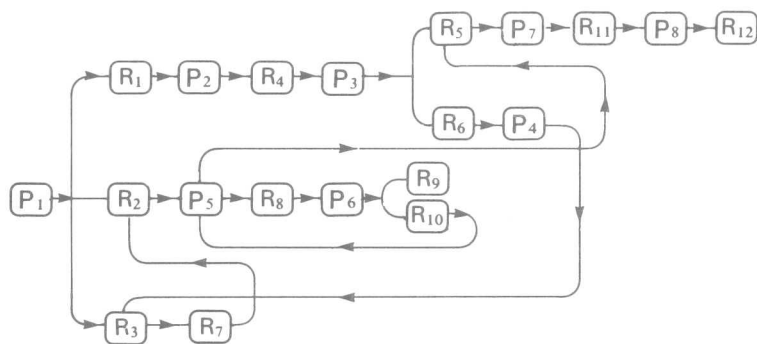 R₅ P₇ R₁₁ P₈ R₁₂
R₁ P₂ R₄ P₃
R₆ P₄
R₉
P₁ R₂ P₅ R₈ P₆
R₁₀
R₃ R₇